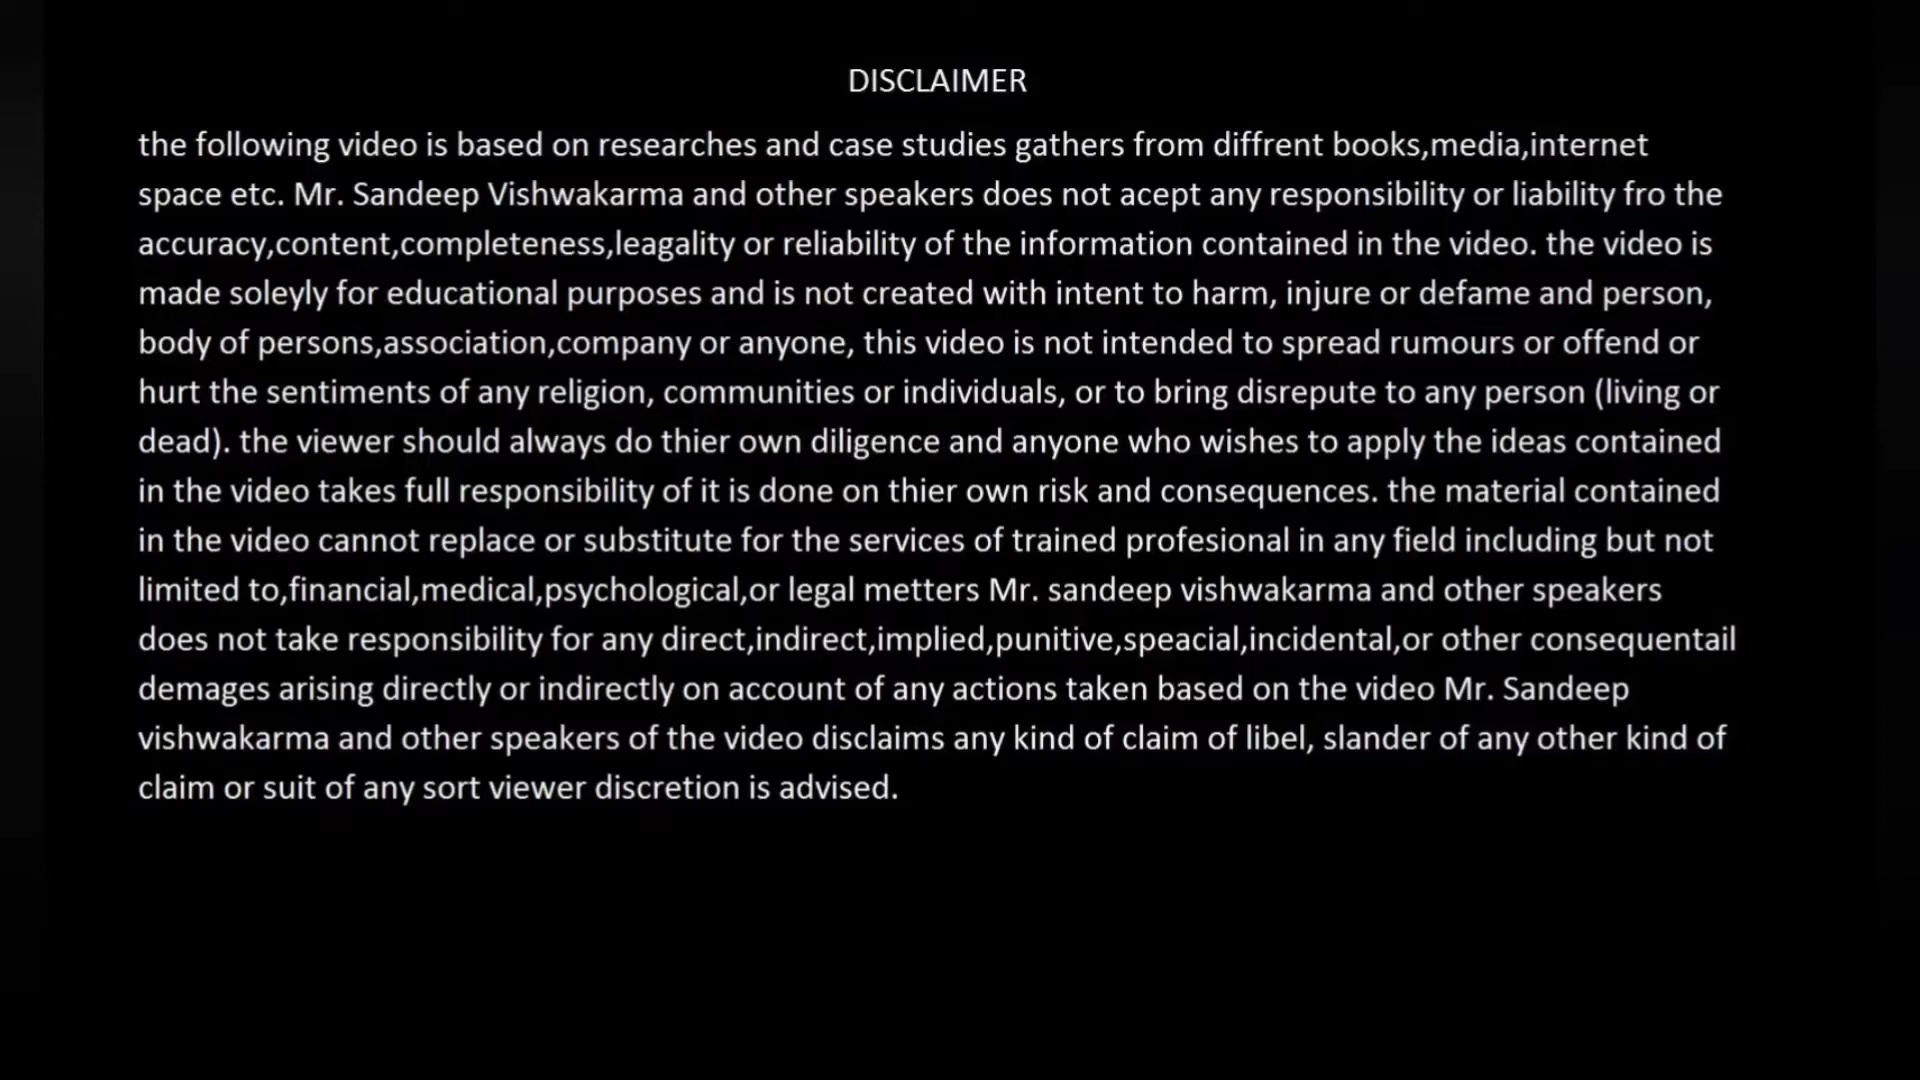 DISCLAIMER
the following video is based on researches and case studies gathers from diffrent books,media,internet
space etc. Mr. Sandeep Vishwakarma and other speakers does not acept any responsibility or liability fro the
accuracy,content,completeness,leagality or reliability of the information contained in the video. the video is
made soleyly for educational purposes and is not created with intent to harm, injure or defame and person,
body of persons,association,company or anyone, this video is not intended to spread rumours or offend or
hurt the sentiments of any religion, communities or individuals, or to bring disrepute to any person (living or
dead). the viewer should always do thier own diligence and anyone who wishes to apply the ideas contained
in the video takes full responsibility of it is done on thier own risk and consequences. the material contained
in the video cannot replace or substitute for the services of trained profesional in any field including but not
limited to,financial,medical,psychological,or legal metters Mr. sandeep vishwakarma and other speakers
does not take responsibility for any direct,indirect,implied,punitive,speacial,incidental,or other consequentail
demages arising directly or indirectly on account of any actions taken based on the video Mr. Sandeep
vishwakarma and other speakers of the video disclaims any kind of claim of libel, slander of any other kind of
claim or suit of any sort viewer discretion is advised.